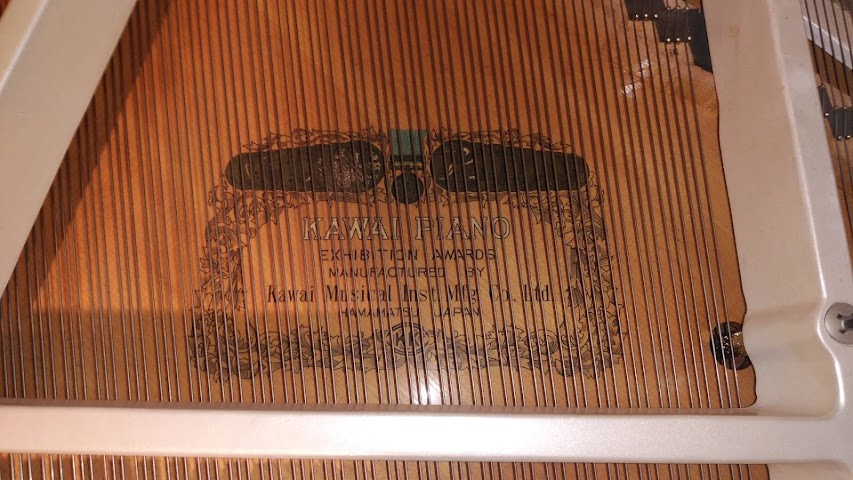 KAWAI PIANO
EXHIBITION AWARDS
MANUFACTURED BY
Kawai Musical Inst. Mfg Co., Ltd.
HAMAMATSU JAPAN